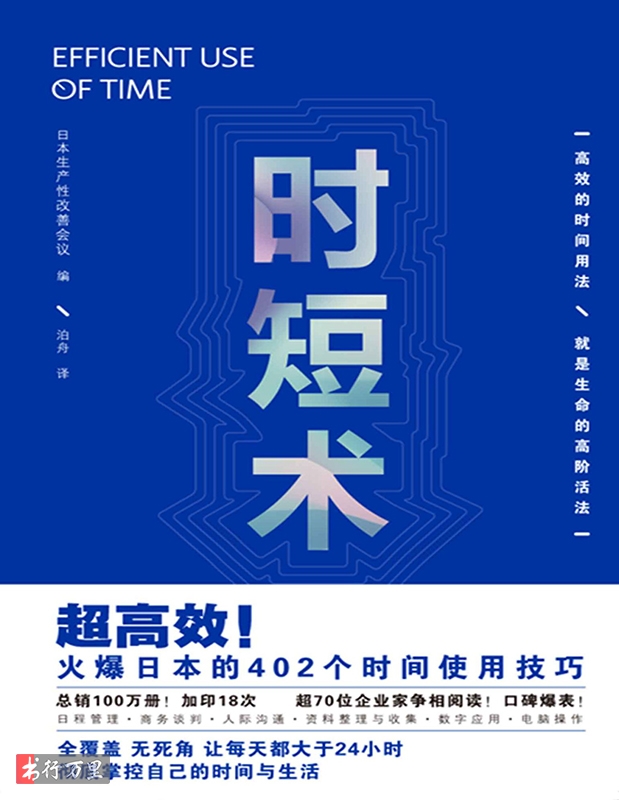 EFFICIENT USE
OF TIME
日本生产性改善会议 编
泊舟 译
时短术
高效的时间用法
就是生命的高阶活法
超高效!
火爆日本的402个时间使用技巧
总销100万册! 加印18次 超70位企业家争相阅读! 口碑爆表!
日程管理·商务谈判·人际沟通·资料整理与收集·数字应用·电脑操作
全覆盖 无死角 让每天都大于24小时
掌控自己的时间与生活
书行万里